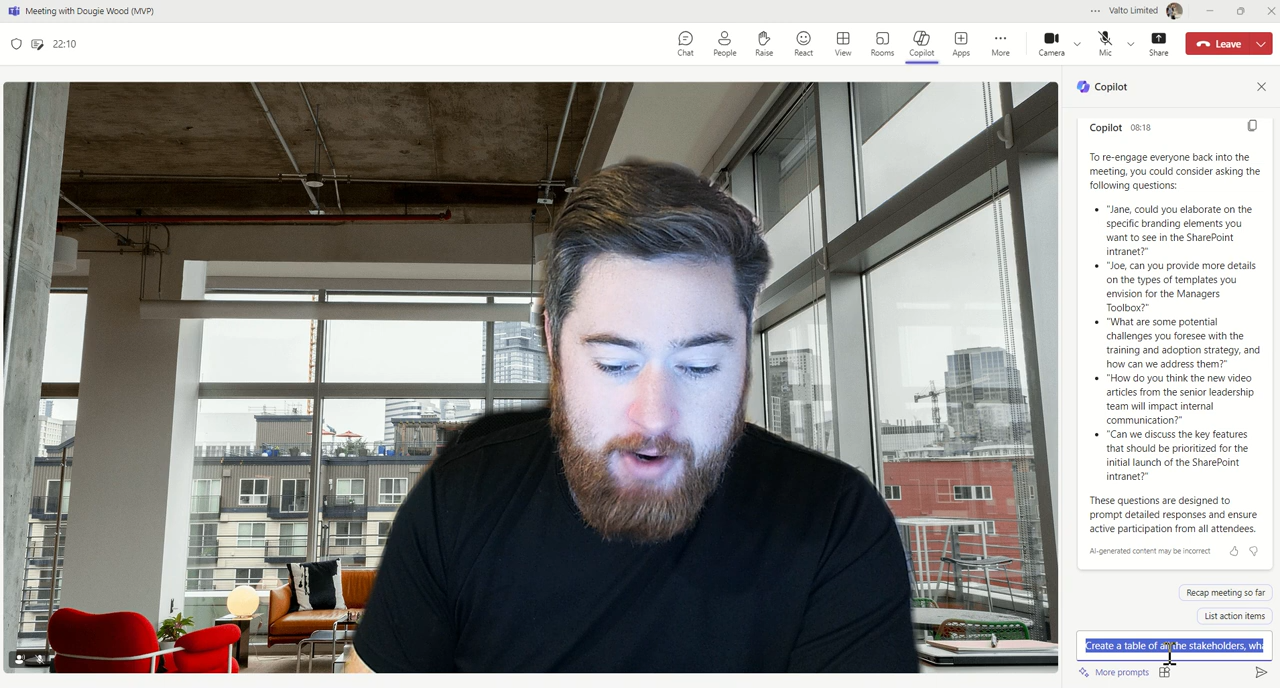 Meeting with Dougie Wood (MVP)
Valto Limited
22:10
Chat
People
Raise
React
View
Rooms
Copilot
Apps
More
Camera
Mic
Share
Leave
Copilot
Copilot 08:18
To re-engage everyone back into the
meeting, you could consider asking the
following questions:
• "Jane, could you elaborate on the
specific branding elements you
want to see in the SharePoint
intranet?"
• "Joe, can you provide more details
on the types of templates you
envision for the Managers
Toolbox?"
• "What are some potential
challenges you foresee with the
training and adoption strategy, and
how can we address them?"
• "How do you think the new video
articles from the senior leadership
team will impact internal
communication?"
• "Can we discuss the key features
that should be prioritized for the
initial launch of the SharePoint
intranet?"
These questions are designed to
prompt detailed responses and ensure
active participation from all attendees.
AI-generated content may be incorrect
Recap meeting so far
List action items
Create a table of all the stakeholders, wha
More prompts